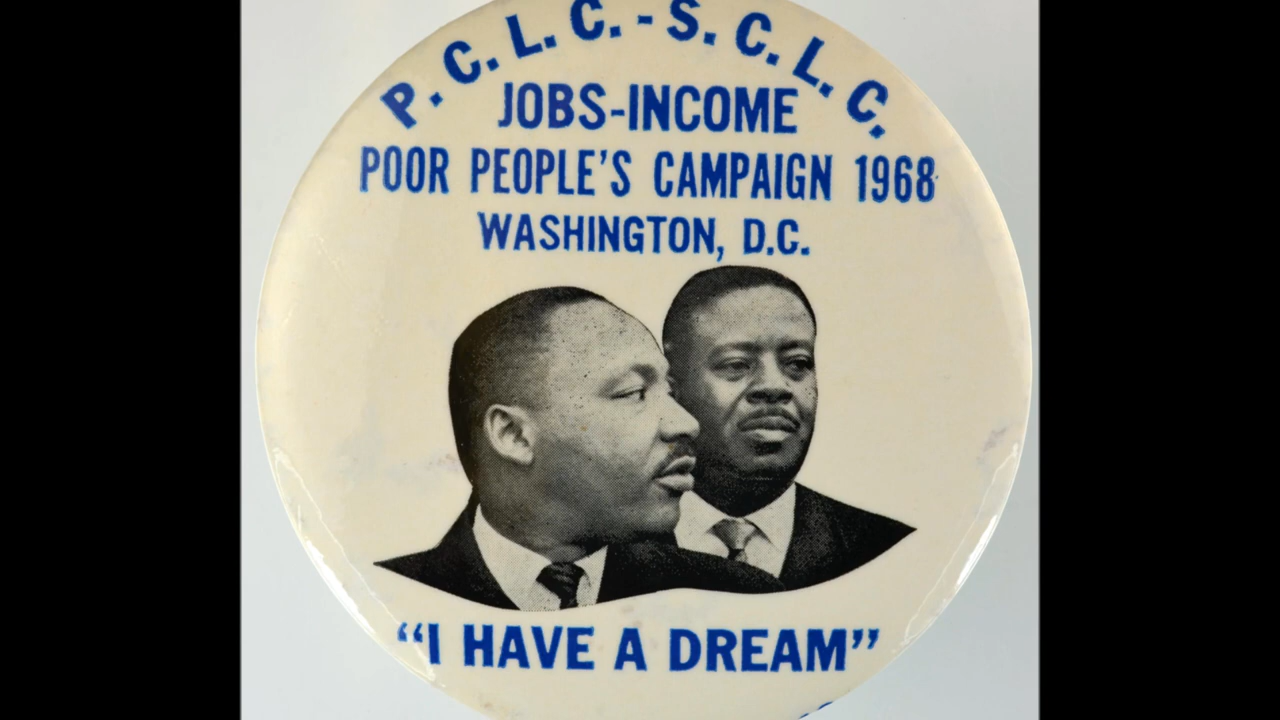 P.C.L.C.-S.C.L.C.
JOBS-INCOME
POOR PEOPLE'S CAMPAIGN 1968
WASHINGTON, D.C.
“I HAVE A DREAM”